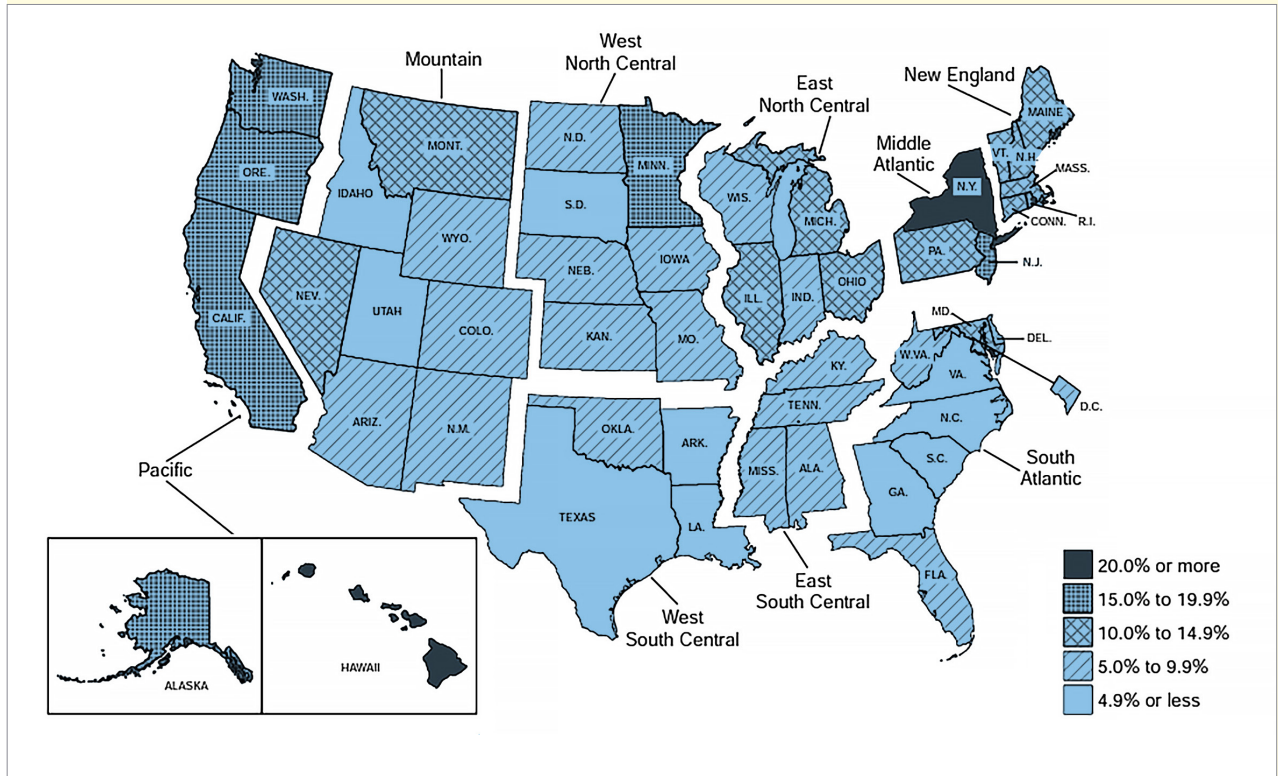 Mountain
West
North Central
East
North Central
New England
Middle
Atlantic
WASH.
ORE.
CALIF.
IDAHO
MONT.
WYO.
NEV.
UTAH
COLO.
ARIZ.
N.M.
N.D.
S.D.
NEB.
KAN.
MINN.
IOWA
MO.
WIS.
MICH.
ILL.
IND.
OHIO
MAINE
VT.
N.H.
MASS.
CONN.
R.I.
N.Y.
PA.
N.J.
MD.
DEL.
W.VA.
VA.
D.C.
N.C.
S.C.
GA.
FLA.
KY.
TENN.
MISS.
ALA.
OKLA.
ARK.
TEXAS
LA.
South
Atlantic
East
South Central
West
South Central
Pacific
ALASKA
HAWAII
20.0% or more
15.0% to 19.9%
10.0% to 14.9%
5.0% to 9.9%
4.9% or less